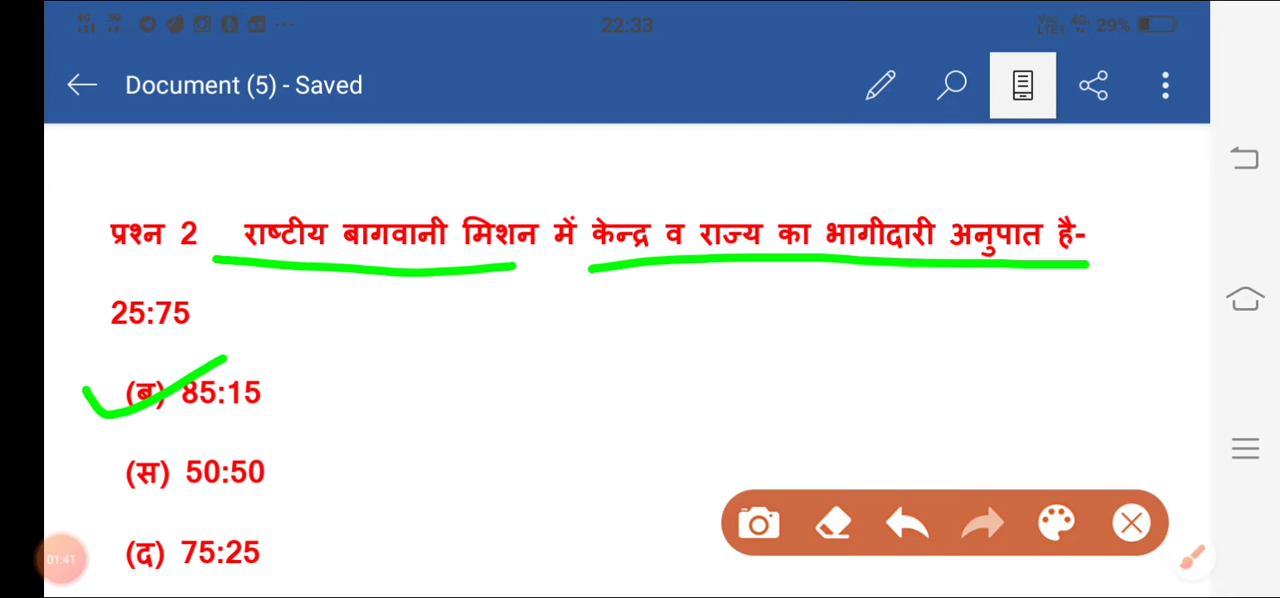 22:33
29%
Document (5) - Saved
प्रश्न 2 राष्टीय बागवानी मिशन में केन्द्र व राज्य का भागीदारी अनुपात है-
25:75
(ब) 85:15
(स) 50:50
(द) 75:25
01:41